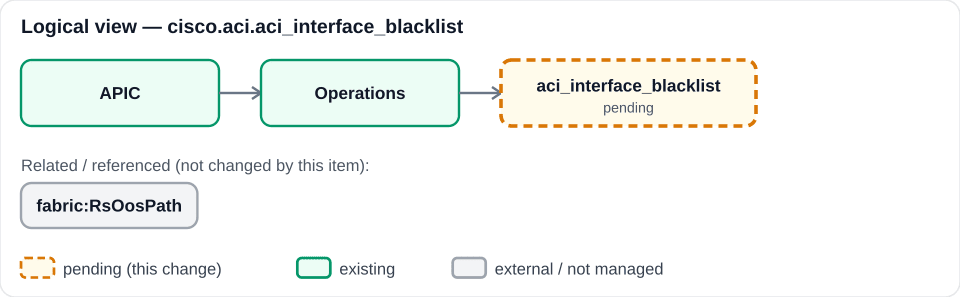 Logical view — cisco.aci.aci_interface_blacklist
APIC
Operations
aci_interface_blacklist
pending
Related / referenced (not changed by this item):
fabric:RsOosPath
pending (this change)
existing
external / not managed